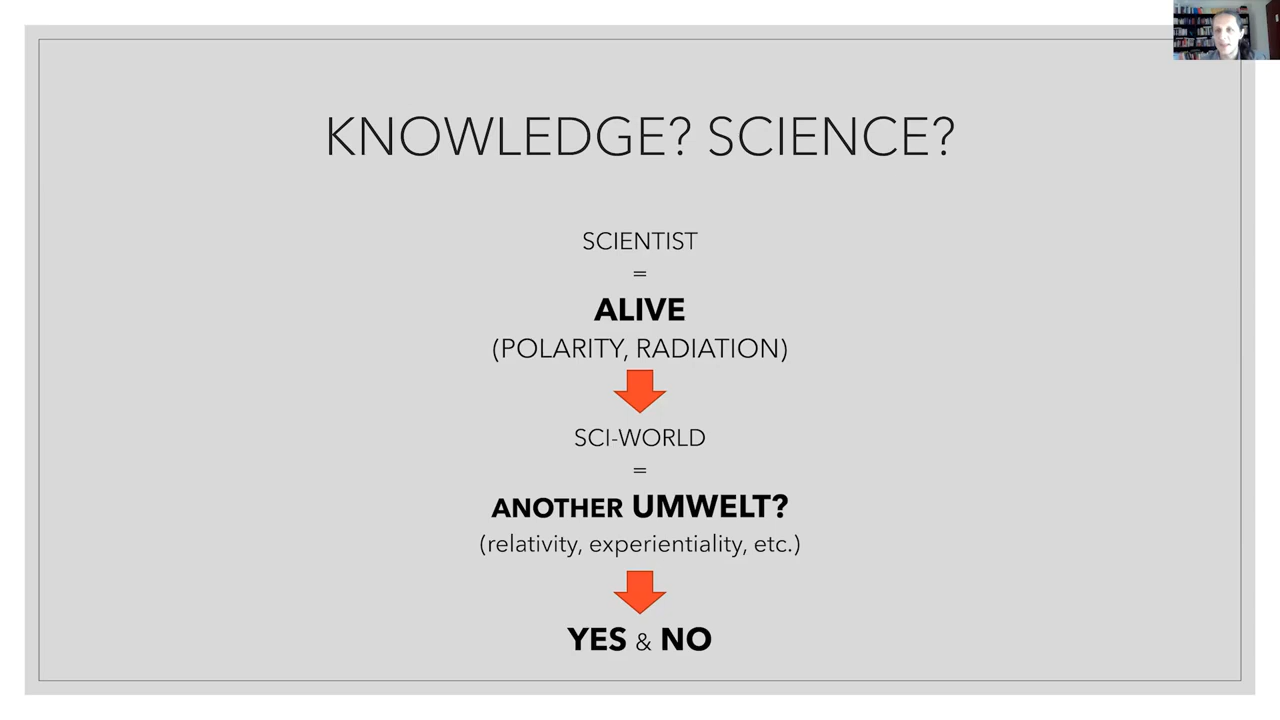 KNOWLEDGE? SCIENCE?
SCIENTIST
=
ALIVE
(POLARITY, RADIATION)
SCI-WORLD
=
ANOTHER UMWELT?
(relativity, experientiality, etc.)
YES & NO